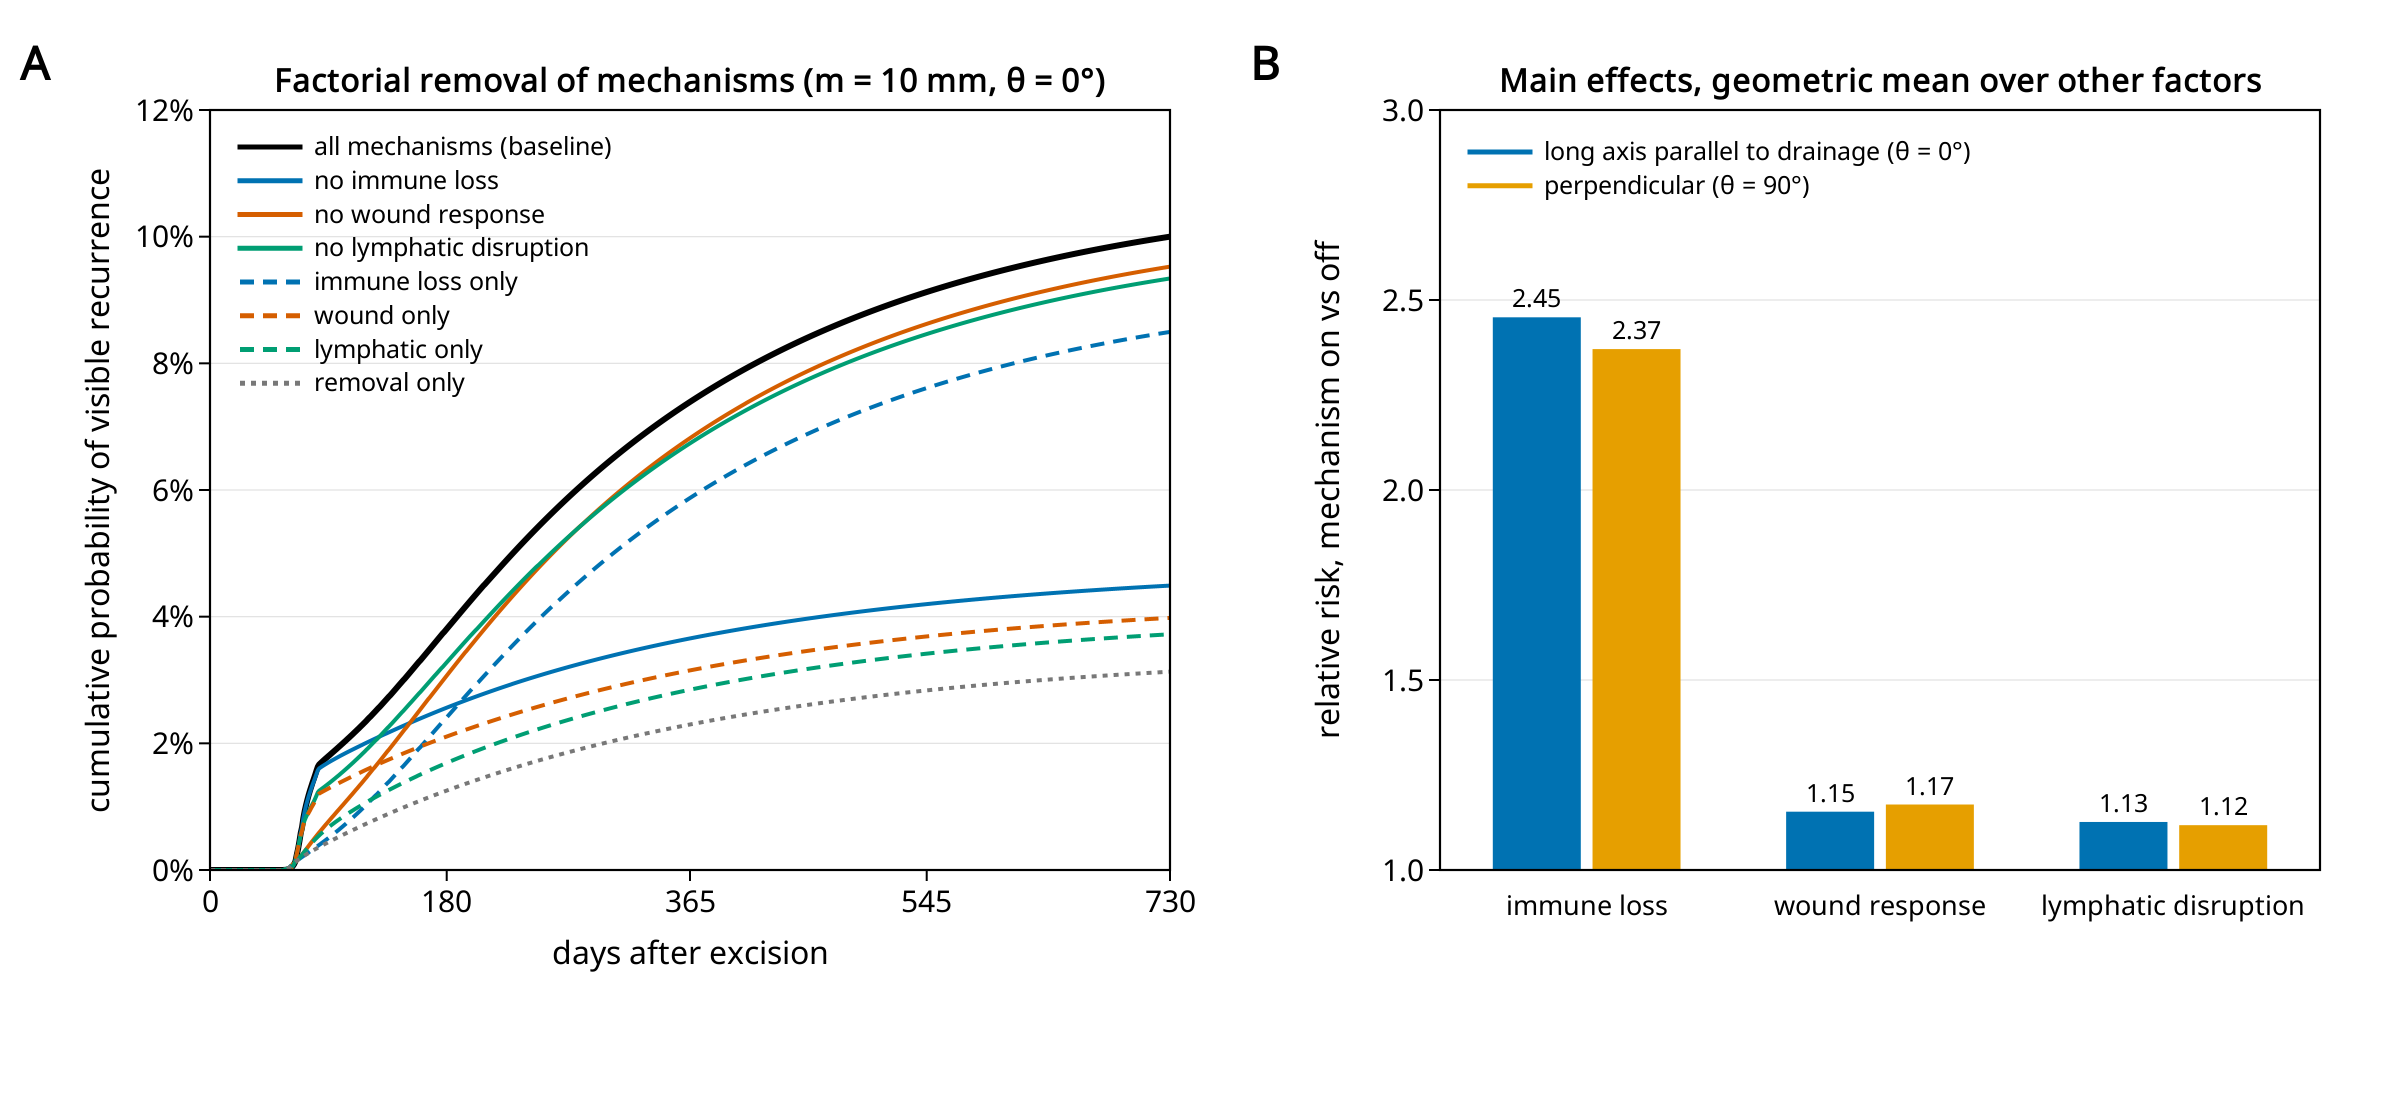 A
Factorial removal of mechanisms (m = 10 mm, θ = 0°)
cumulative probability of visible recurrence
12%
10%
8%
6%
4%
2%
0%
all mechanisms (baseline)
no immune loss
no wound response
no lymphatic disruption
immune loss only
wound only
lymphatic only
removal only
0 180 365 545 730
days after excision
B
Main effects, geometric mean over other factors
relative risk, mechanism on vs off
3.0
2.5
2.0
1.5
1.0
long axis parallel to drainage (θ = 0°)
perpendicular (θ = 90°)
2.45
2.37
1.15
1.17
1.13
1.12
immune loss wound response lymphatic disruption